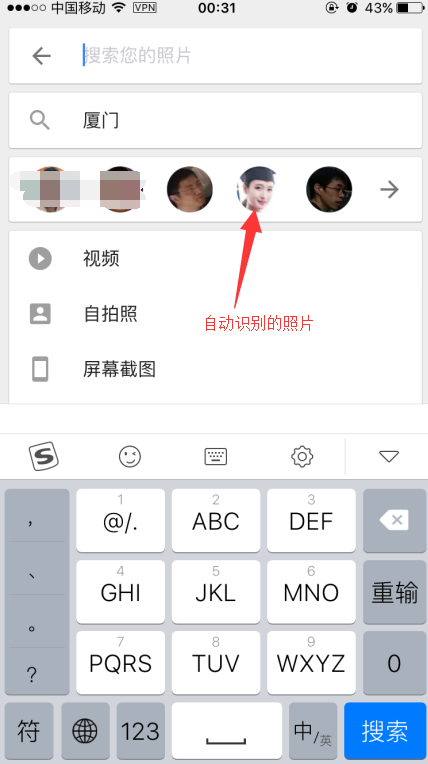 中国移动 VPN 00:31 43%
搜索您的照片
厦门
视频
自动识别的照片
自拍照
屏幕截图
S
1 2 3
, @/. ABC DEF
4 5 6
、 GHI JKL MNO 重输
。
7 8 9
? PQRS TUV WXYZ 0
符 123 中/英 搜索